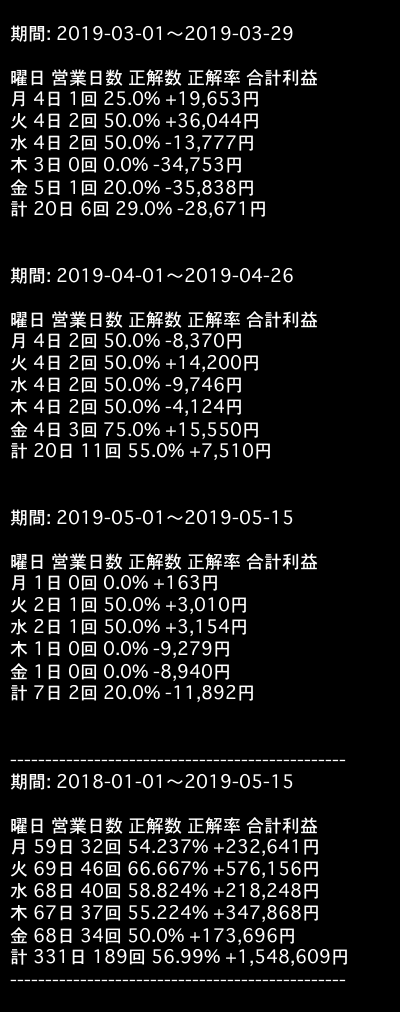 期間: 2019-03-01〜2019-03-29
曜日 営業日数 正解数 正解率 合計利益
月 4日 1回 25.0% +19,653円
火 4日 2回 50.0% +36,044円
水 4日 2回 50.0% -13,777円
木 3日 0回 0.0% -34,753円
金 5日 1回 20.0% -35,838円
計 20日 6回 29.0% -28,671円
期間: 2019-04-01〜2019-04-26
曜日 営業日数 正解数 正解率 合計利益
月 4日 2回 50.0% -8,370円
火 4日 2回 50.0% +14,200円
水 4日 2回 50.0% -9,746円
木 4日 2回 50.0% -4,124円
金 4日 3回 75.0% +15,550円
計 20日 11回 55.0% +7,510円
期間: 2019-05-01〜2019-05-15
曜日 営業日数 正解数 正解率 合計利益
月 1日 0回 0.0% +163円
火 2日 1回 50.0% +3,010円
水 2日 1回 50.0% +3,154円
木 1日 0回 0.0% -9,279円
金 1日 0回 0.0% -8,940円
計 7日 2回 20.0% -11,892円
------------------------------------------------
期間: 2018-01-01〜2019-05-15
曜日 営業日数 正解数 正解率 合計利益
月 59日 32回 54.237% +232,641円
火 69日 46回 66.667% +576,156円
水 68日 40回 58.824% +218,248円
木 67日 37回 55.224% +347,868円
金 68日 34回 50.0% +173,696円
計 331日 189回 56.99% +1,548,609円
------------------------------------------------